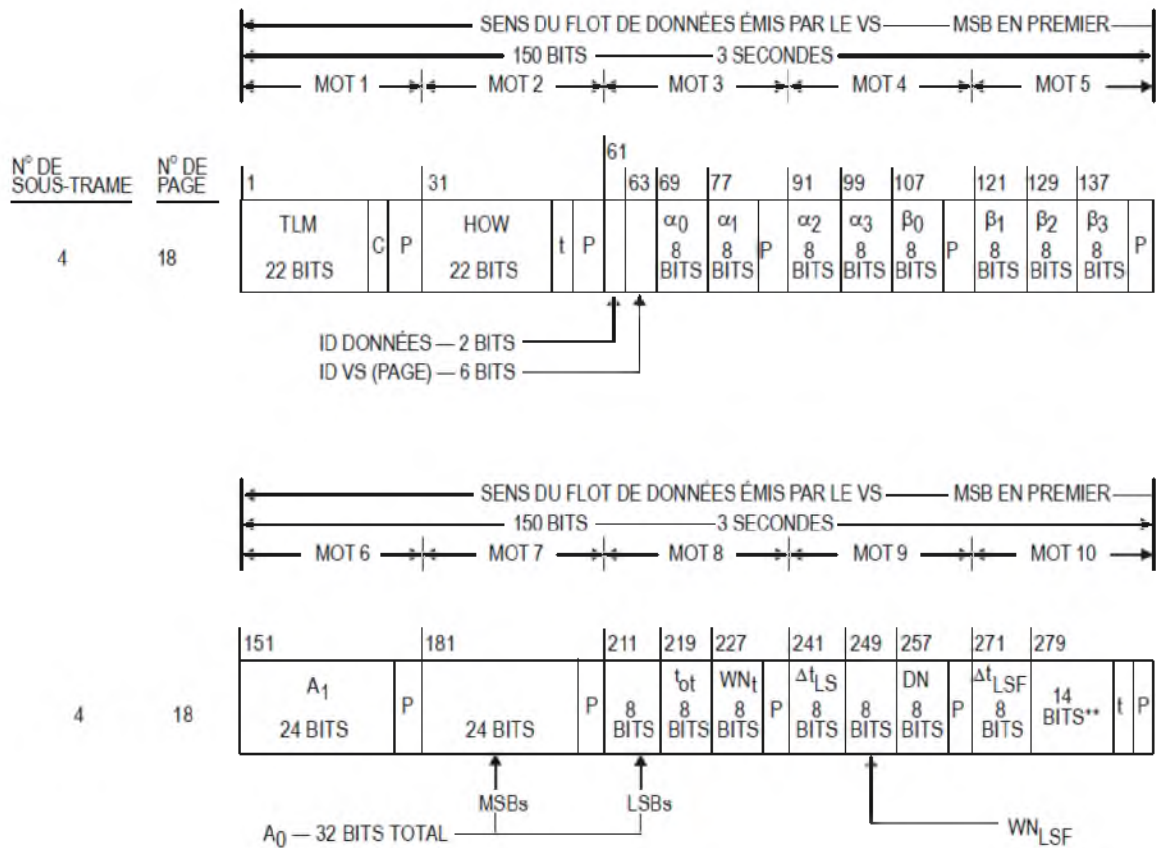 SENS DU FLOT DE DONNÉES ÉMIS PAR LE VS MSB EN PREMIER
150 BITS 3 SECONDES
MOT 1 MOT 2 MOT 3 MOT 4 MOT 5
N° DE SOUS-TRAME N° DE PAGE
1 31 61 63 69 77 91 99 107 121 129 137
4 18
TLM 22 BITS C P HOW 22 BITS t P α0 8 BITS α1 8 BITS P α2 8 BITS α3 8 BITS β0 8 BITS P β1 8 BITS β2 8 BITS β3 8 BITS P
ID DONNÉES — 2 BITS
ID VS (PAGE) — 6 BITS
SENS DU FLOT DE DONNÉES ÉMIS PAR LE VS MSB EN PREMIER
150 BITS 3 SECONDES
MOT 6 MOT 7 MOT 8 MOT 9 MOT 10
151 181 211 219 227 241 249 257 271 279
4 18
A1 24 BITS P 24 BITS P 8 BITS tot 8 BITS WNt 8 BITS P ΔtLS 8 BITS 8 BITS DN 8 BITS P ΔtLSF 8 BITS 14 BITS** t P
MSBs LSBs
A0 — 32 BITS TOTAL
WNLSF